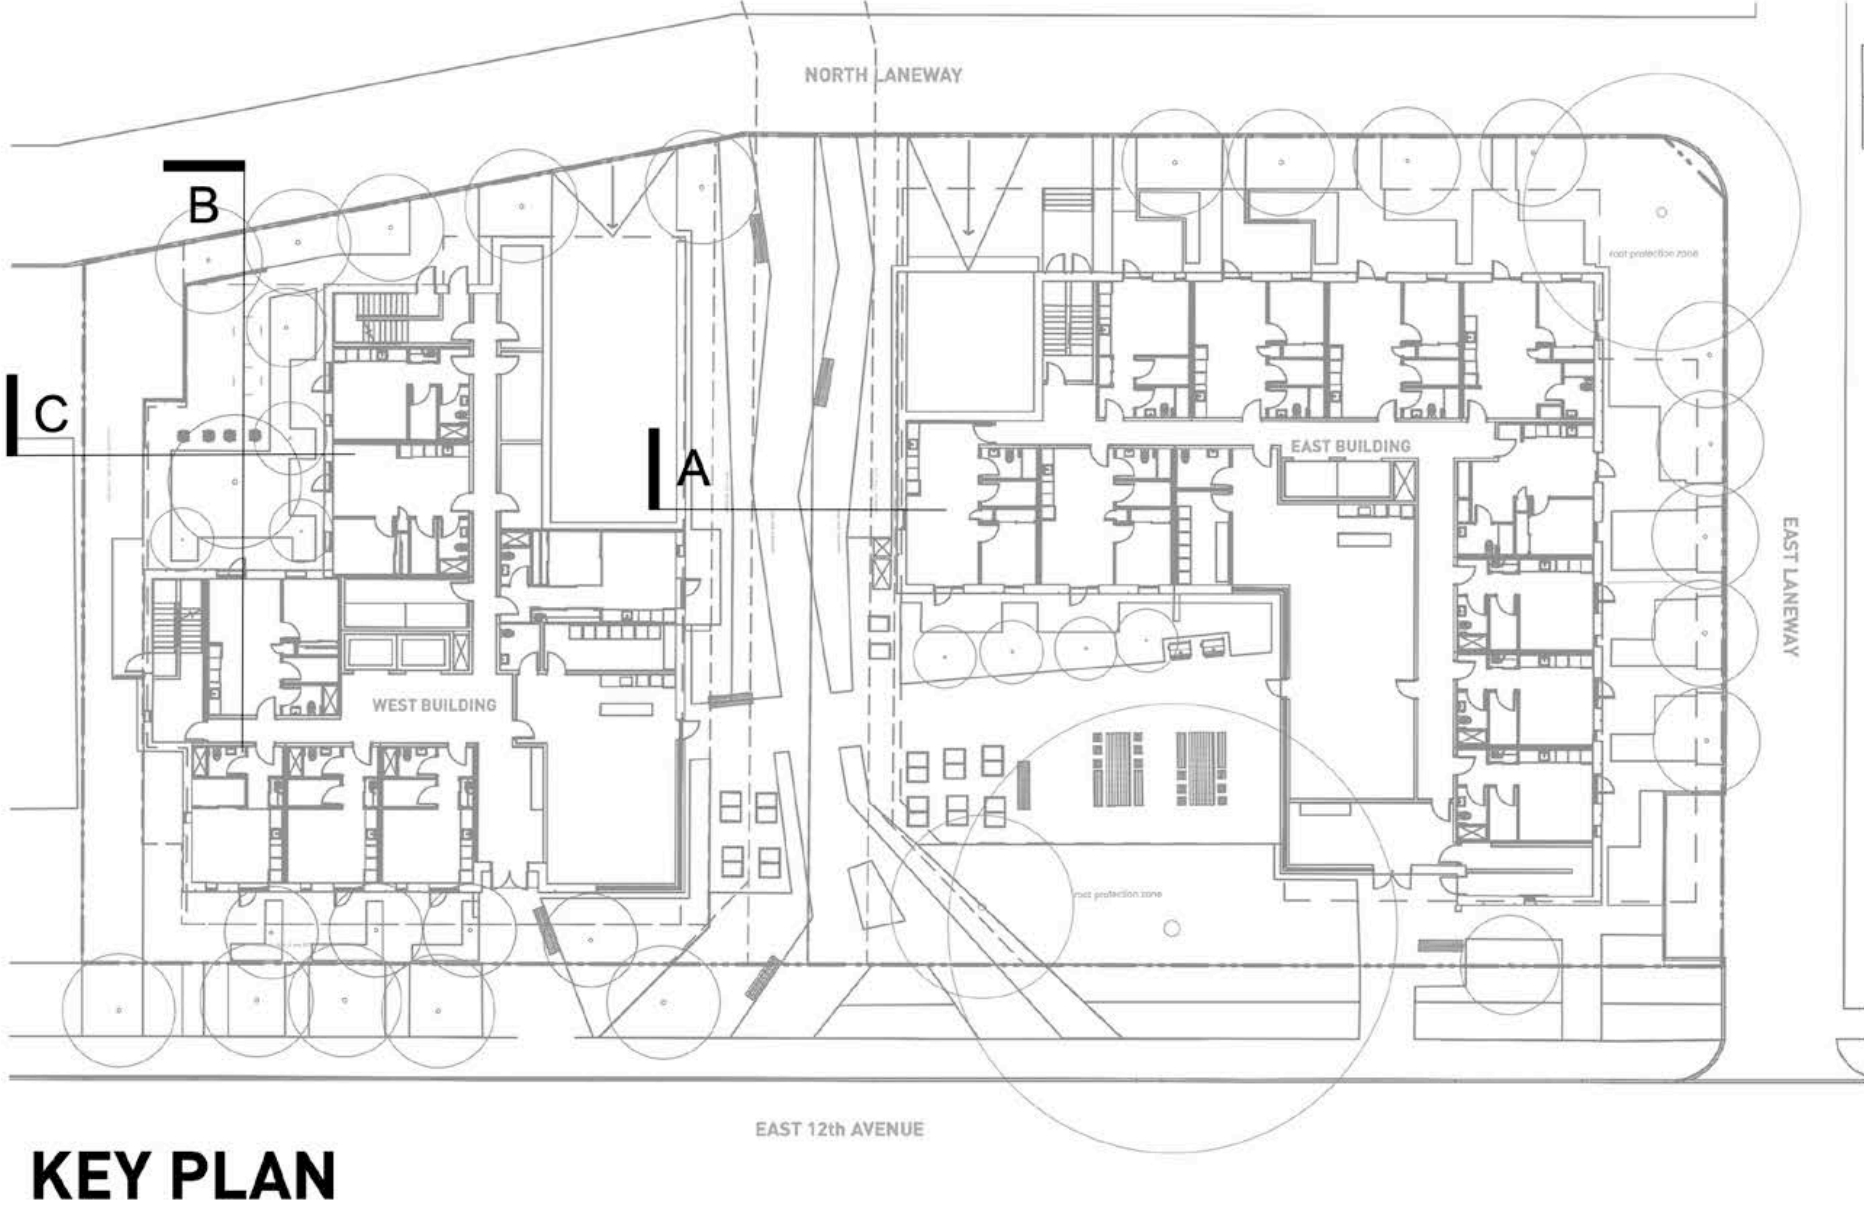 NORTH LANEWAY
B
root protection zone
C
EAST BUILDING
A
EAST LANEWAY
WEST BUILDING
root protection zone
EAST 12th AVENUE
KEY PLAN